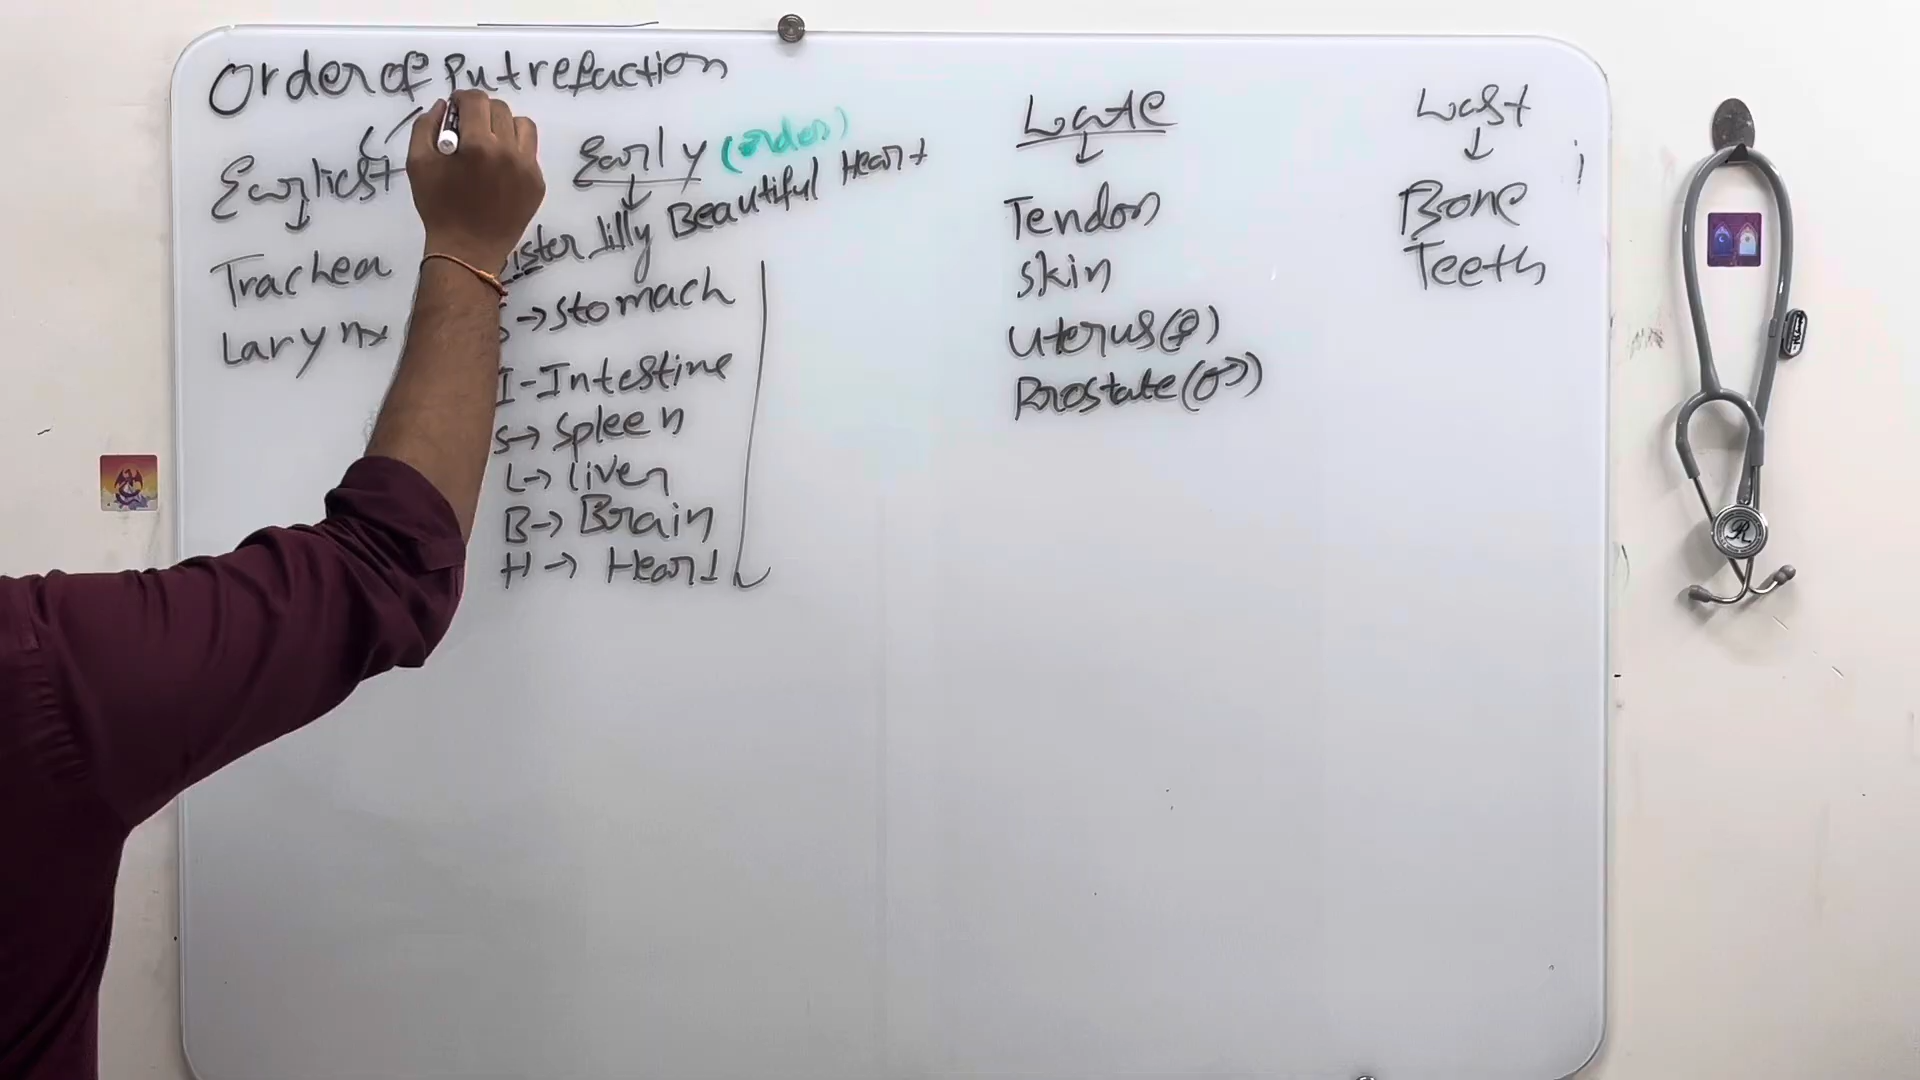 Order of Putrefaction
Earliest
Trachea
Larynx
Early (order)
ister lilly Beautiful Heart
S → Stomach
I - Intestine
S → Spleen
L → liver
B → Brain
H → Heart
Late
Tendon
Skin
Uterus (♀)
Prostate (♂)
Last
Bone
Teeth